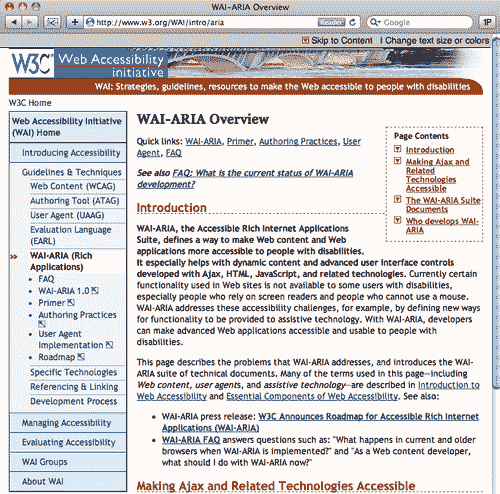 WAI-ARIA Overview
http://www.w3.org/WAI/intro/aria
Reader
Google
1P
Skip to Content | Change text size or colors
W3C Web Accessibility
initiative
WAI: Strategies, guidelines, resources to make the Web accessible to people with disabilities
W3C Home
Web Accessibility Initiative
(WAI) Home
Introducing Accessibility
Guidelines & Techniques
Web Content (WCAG)
Authoring Tool (ATAG)
User Agent (UAAG)
Evaluation Language
(EARL)
WAI-ARIA (Rich
Applications)
FAQ
WAI-ARIA 1.0
Primer
Authoring Practices
User Agent
Implementation
Roadmap
Specific Technologies
Referencing & Linking
Development Process
Managing Accessibility
Evaluating Accessibility
WAI Groups
About WAI
WAI-ARIA Overview
Quick links: WAI-ARIA, Primer, Authoring Practices, User
Agent, FAQ
See also FAQ: What is the current status of WAI-ARIA
development?
Page Contents
Introduction
Making Ajax and
Related
Technologies
Accessible
The WAI-ARIA Suite
Documents
Who develops WAI-
ARIA
Introduction
WAI-ARIA, the Accessible Rich Internet Applications
Suite, defines a way to make Web content and Web
applications more accessible to people with disabilities.
It especially helps with dynamic content and advanced user interface controls
developed with Ajax, HTML, JavaScript, and related technologies. Currently certain
functionality used in Web sites is not available to some users with disabilities,
especially people who rely on screen readers and people who cannot use a mouse.
WAI-ARIA addresses these accessibility challenges, for example, by defining new ways
for functionality to be provided to assistive technology. With WAI-ARIA, developers
can make advanced Web applications accessible and usable to people with
disabilities.
This page describes the problems that WAI-ARIA addresses, and introduces the WAI-
ARIA suite of technical documents. Many of the terms used in this page—including
Web content, user agents, and assistive technology—are described in Introduction to
Web Accessibility and Essential Components of Web Accessibility. See also:
WAI-ARIA press release: W3C Announces Roadmap for Accessible Rich Internet
Applications (WAI-ARIA)
WAI-ARIA FAQ answers questions such as: "What happens in current and older
browsers when WAI-ARIA is implemented?" and "As a Web content developer,
what should I do with WAI-ARIA now?"
Making Ajax and Related Technologies Accessible